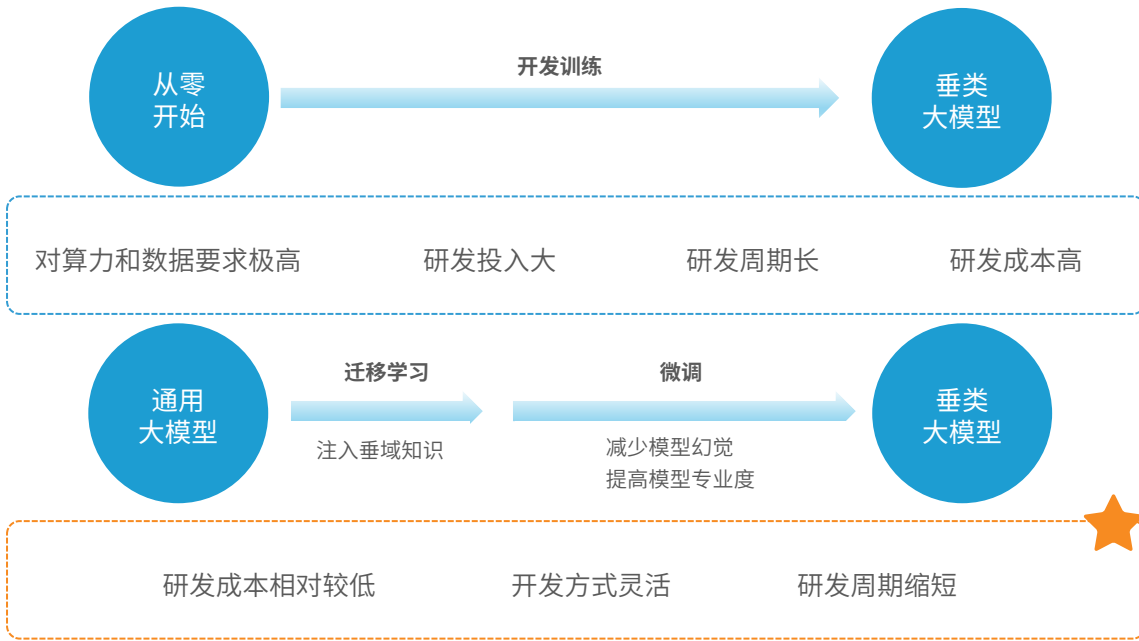 从零
开始
开发训练
垂类
大模型
对算力和数据要求极高
研发投入大
研发周期长
研发成本高
通用
大模型
迁移学习
注入垂域知识
微调
减少模型幻觉
提高模型专业度
垂类
大模型
研发成本相对较低
开发方式灵活
研发周期缩短